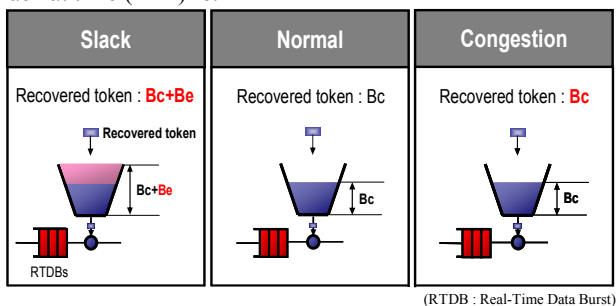 Slack
Normal
Congestion
Recovered token : Bc+Be
Recovered token : Bc
Recovered token : Bc
Recovered token
Bc+Be
Bc
Bc
RTDBs
(RTDB : Real-Time Data Burst)